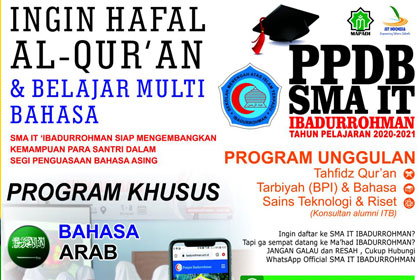 INGIN HAFAL
AL-QUR'AN
& BELAJAR MULTI
BAHASA
SMA IT 'IBADURROHMAN SIAP MENGEMBANGKAN
KEMAMPUAN PARA SANTRI DALAM
SEGI PENGUASAAN BAHASA ASING
PROGRAM KHUSUS
BAHASA
ARAB
MAPADI
JSIT INDONESIA
PPDB
SMA IT
IBADURROHMAN
TAHUN PELAJARAN 2020-2021
PROGRAM UNGGULAN
Tahfidz Qur'an
Tarbiyah (BPI) & Bahasa
Sains Teknologi & Riset
(Konsultan alumni ITB)
Ingin daftar ke SMA IT IBADURROHMAN?
Tapi ga sempat datang ke Ma'had IBADURROHMAN?
JANGAN GALAU dan RESAH , Cukup Hubungi
WhatsApp Official SMA IT IBADURROHMAN